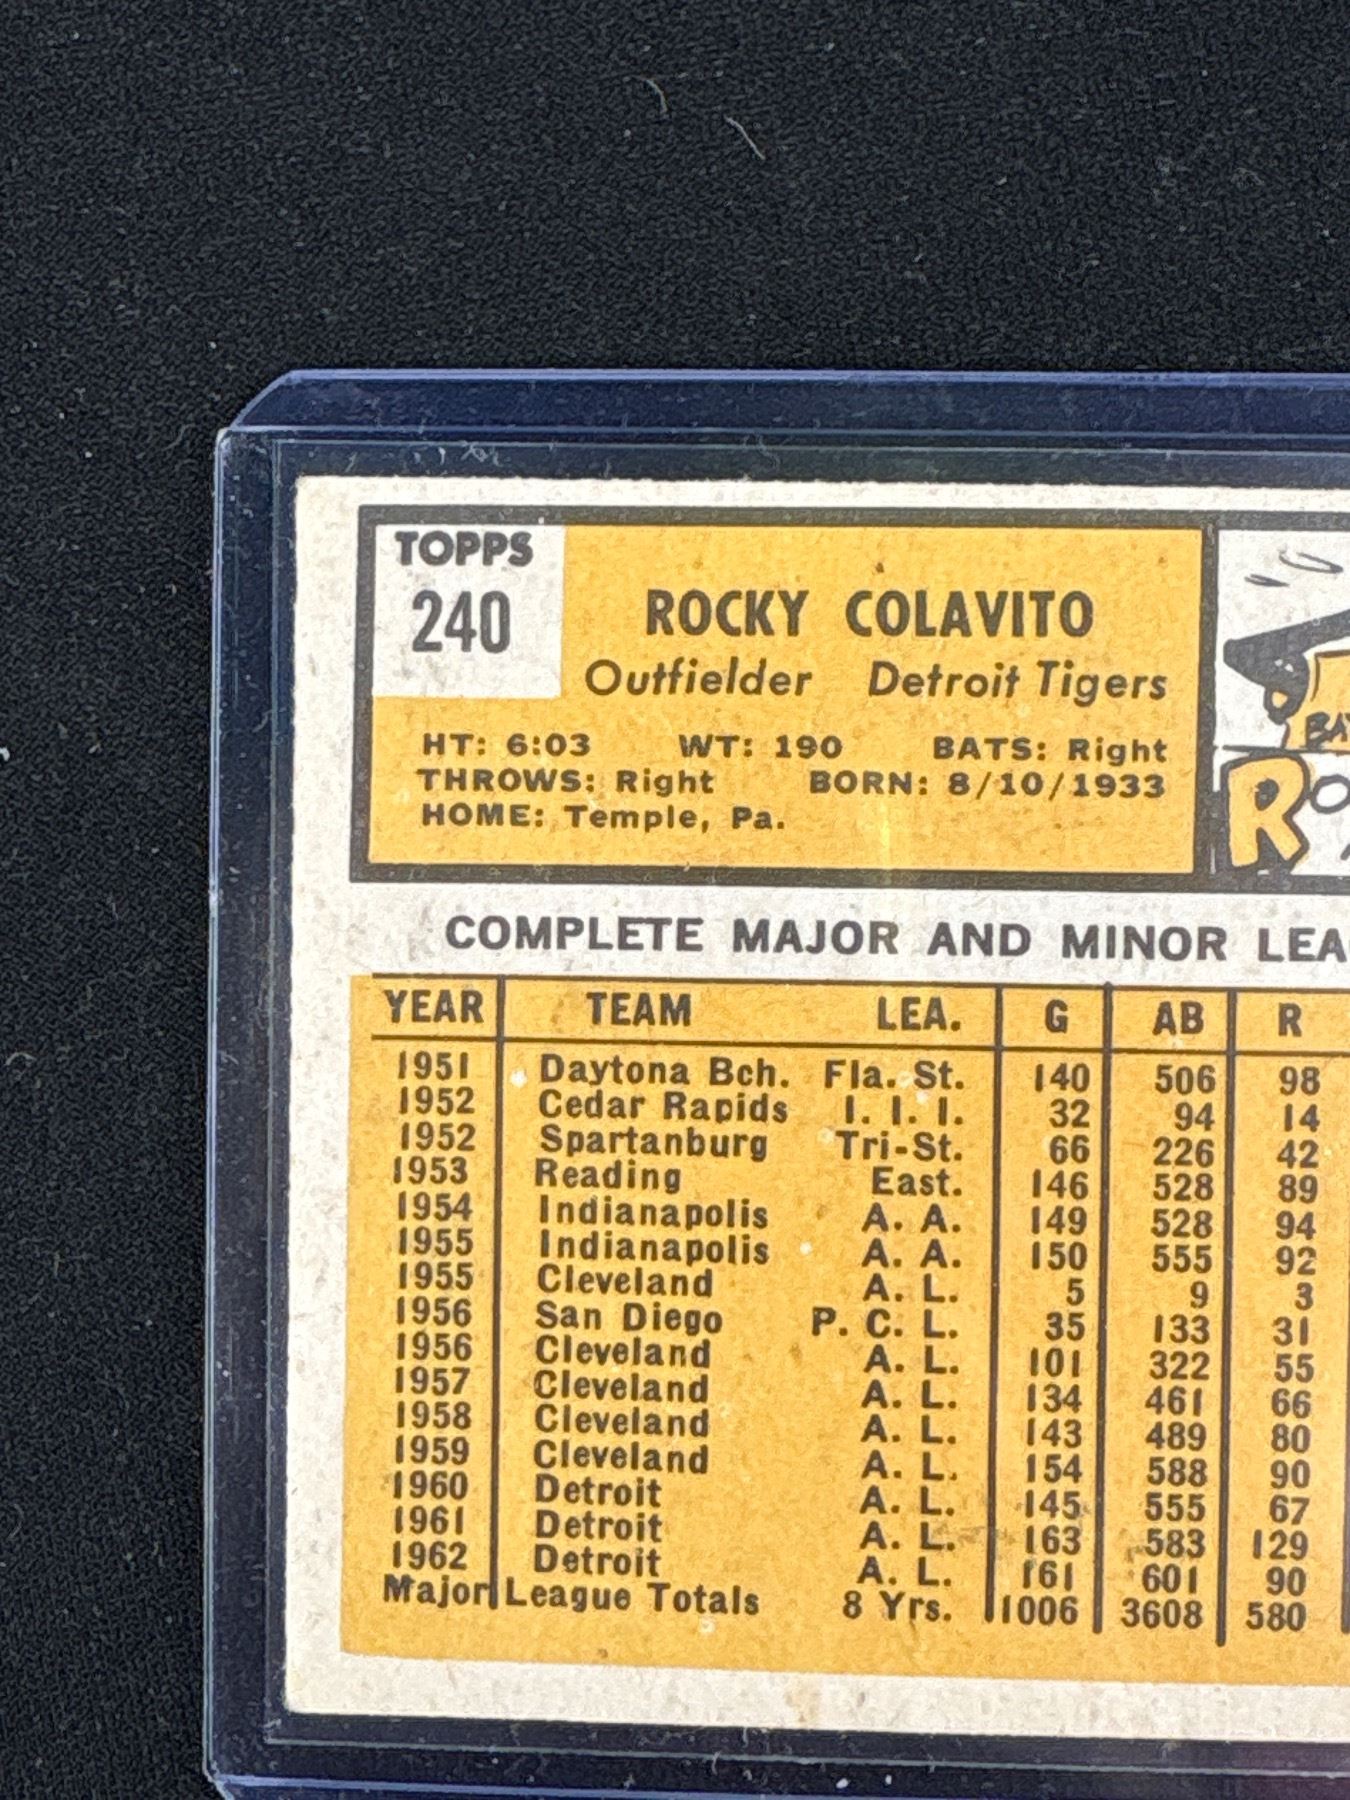 TOPPS
240
ROCKY COLAVITO
Outfielder Detroit Tigers
HT: 6:03 WT: 190 BATS: Right
THROWS: Right BORN: 8/10/1933
HOME: Temple, Pa.
COMPLETE MAJOR AND MINOR
YEAR TEAM LEA. G AB R
1951 Daytona Bch. Fla. St. 140 506 98
1952 Cedar Rapids I. I. I. 32 94 14
1952 Spartanburg Tri-St. 66 226 42
1953 Reading East. 146 528 89
1954 Indianapolis A. A. 149 528 94
1955 Indianapolis A. A. 150 555 92
1955 Cleveland A. L. 5 9 3
1956 San Diego P. C. L. 35 133 31
1956 Cleveland A. L. 101 322 55
1957 Cleveland A. L. 134 461 66
1958 Cleveland A. L. 143 489 80
1959 Cleveland A. L. 154 588 90
1960 Detroit A. L. 145 555 67
1961 Detroit A. L. 163 583 129
1962 Detroit A. L. 161 601 90
Major League Totals 8 Yrs. 1006 3608 580